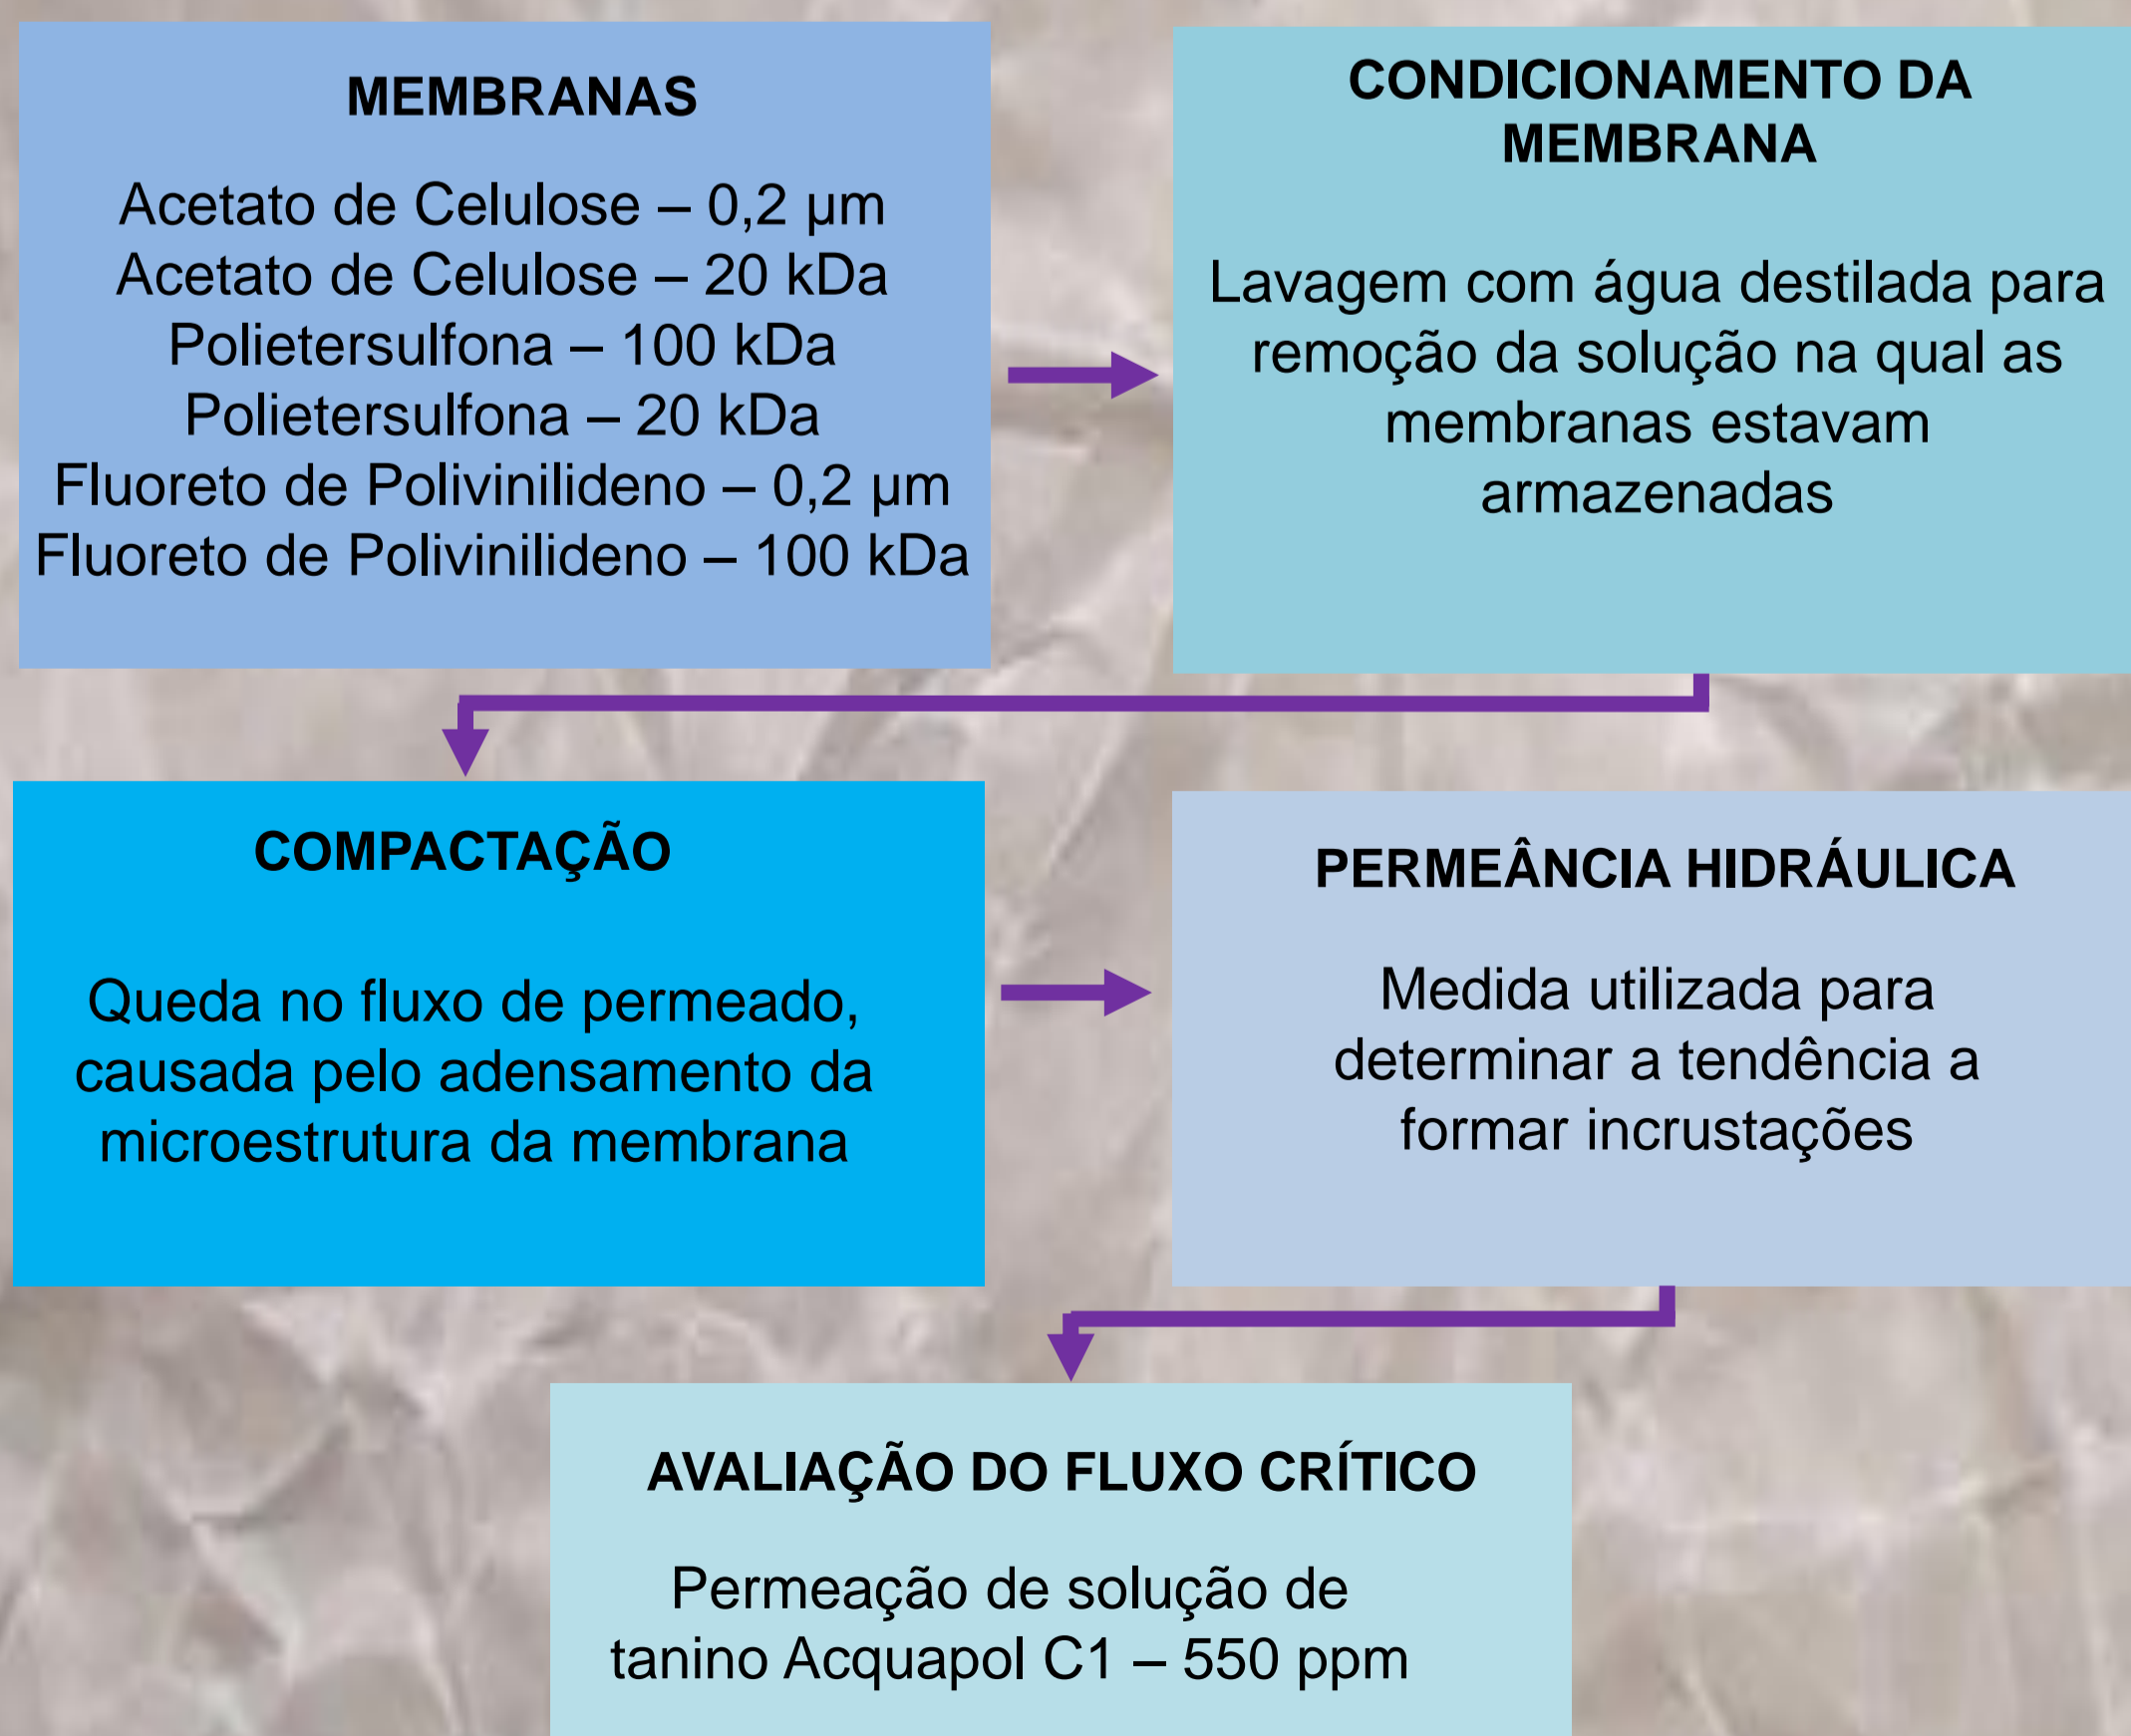 MEMBRANAS
Acetato de Celulose – 0,2 µm
Acetato de Celulose – 20 kDa
Polietersulfona – 100 kDa
Polietersulfona – 20 kDa
Fluoreto de Polivinilideno – 0,2 µm
Fluoreto de Polivinilideno – 100 kDa
CONDICIONAMENTO DA
MEMBRANA
Lavagem com água destilada para
remoção da solução na qual as
membranas estavam
armazenadas
COMPACTAÇÃO
Queda no fluxo de permeado,
causada pelo adensamento da
microestrutura da membrana
PERMEÂNCIA HIDRÁULICA
Medida utilizada para
determinar a tendência a
formar incrustações
AVALIAÇÃO DO FLUXO CRÍTICO
Permeação de solução de
tanino Acquapol C1 – 550 ppm